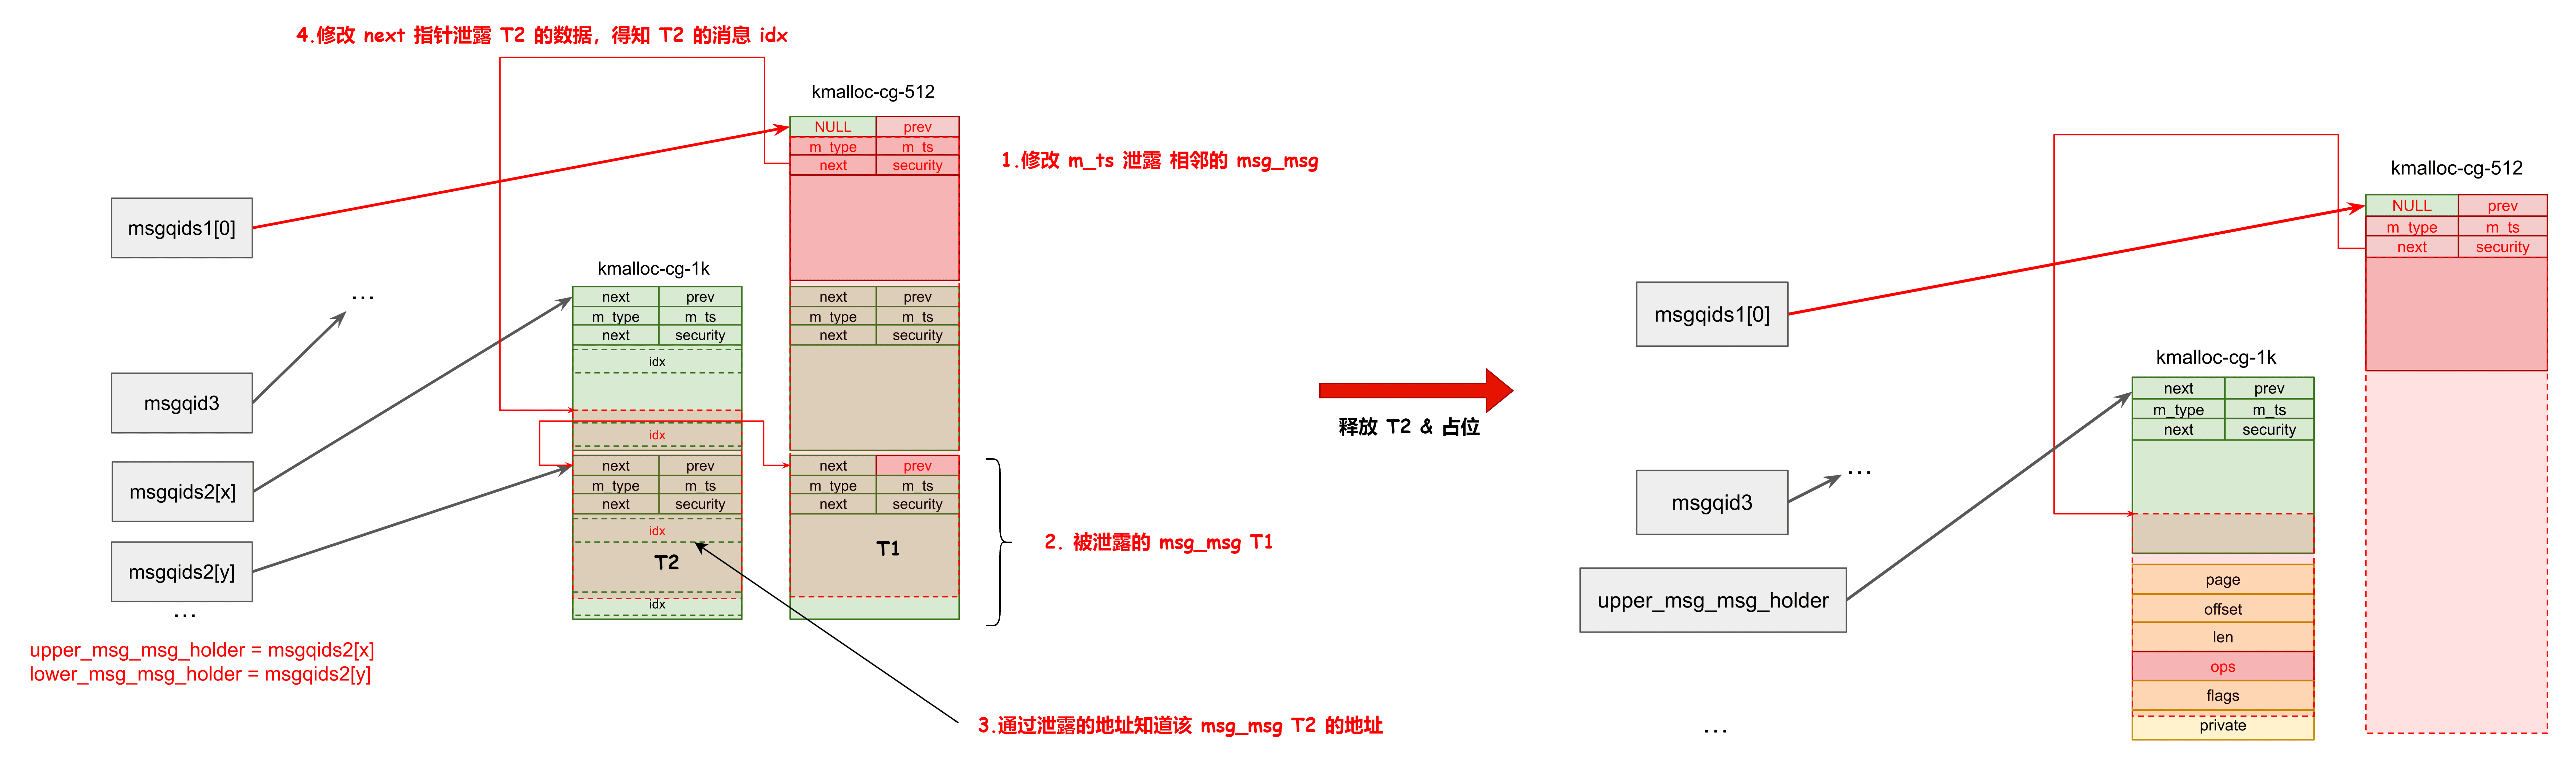 4.修改 next 指针泄露 T2 的数据，得知 T2 的消息 idx
kmalloc-cg-512
NULL prev
m_type m_ts
next security
1.修改 m_ts 泄露 相邻的 msg_msg
msgqids1[0]
...
msgqid3
msgqids2[x]
msgqids2[y]
...
upper_msg_msg_holder = msgqids2[x]
lower_msg_msg_holder = msgqids2[y]
kmalloc-cg-1k
next prev
m_type m_ts
next security
idx
idx
next prev
m_type m_ts
next security
idx
T2
idx
next prev
m_type m_ts
next security
next prev
m_type m_ts
next security
T1
2. 被泄露的 msg_msg T1
3.通过泄露的地址知道该 msg_msg T2 的地址
释放 T2 & 占位
kmalloc-cg-512
NULL prev
m_type m_ts
next security
msgqids1[0]
...
msgqid3
upper_msg_msg_holder
...
kmalloc-cg-1k
next prev
m_type m_ts
next security
page
offset
len
ops
flags
private